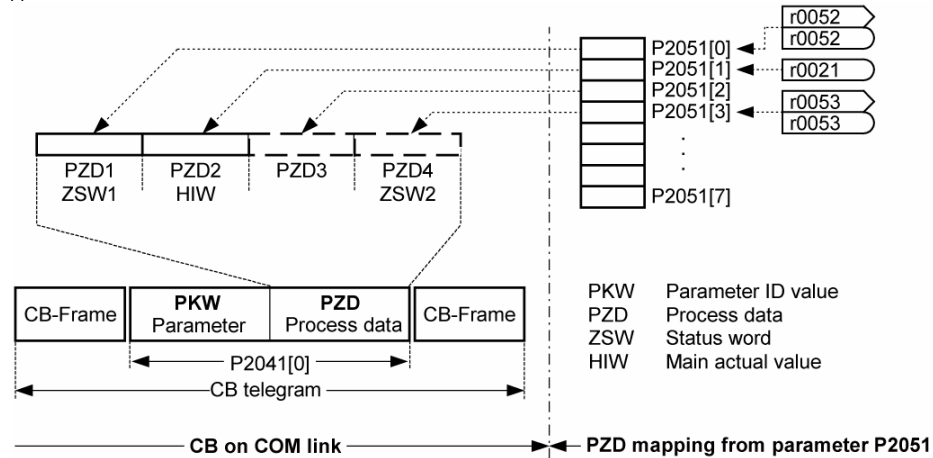 r0052
r0052
P2051[0]
P2051[1]
r0021
P2051[2]
P2051[3]
r0053
r0053
P2051[7]
PZD1
ZSW1
PZD2
HIW
PZD3
PZD4
ZSW2
CB-Frame
PKW
Parameter
PZD
Process data
CB-Frame
P2041[0]
CB telegram
PKW Parameter ID value
PZD Process data
ZSW Status word
HIW Main actual value
CB on COM link
PZD mapping from parameter P2051